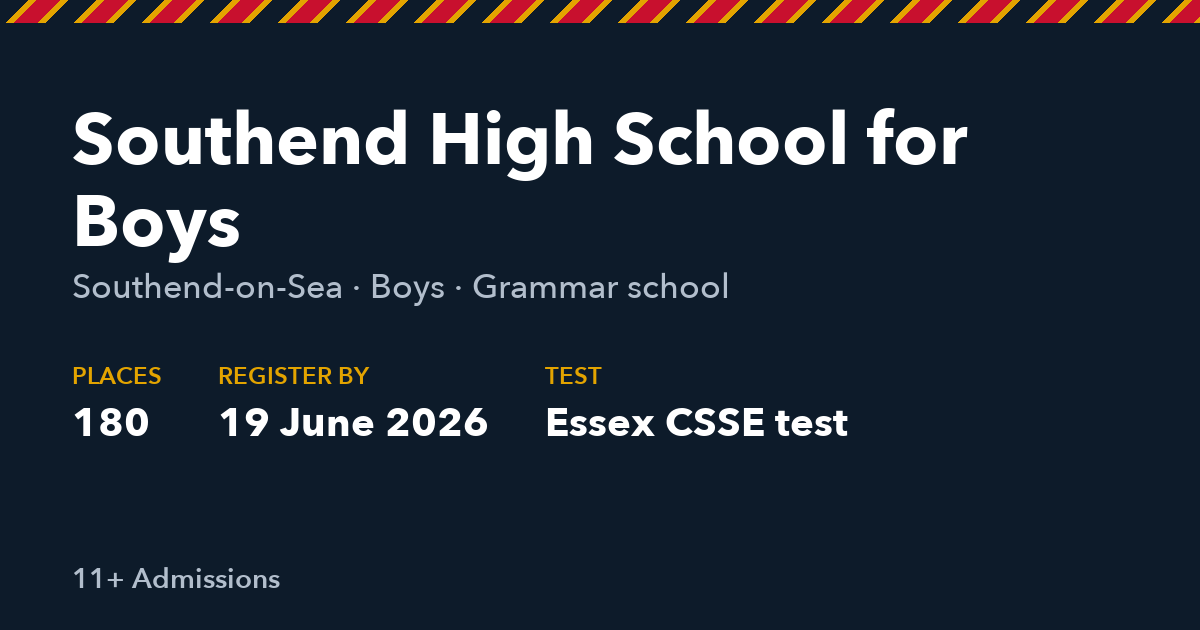 Southend High School for
Boys
Southend-on-Sea · Boys · Grammar school
PLACES
180
REGISTER BY
19 June 2026
TEST
Essex CSSE test
11+ Admissions